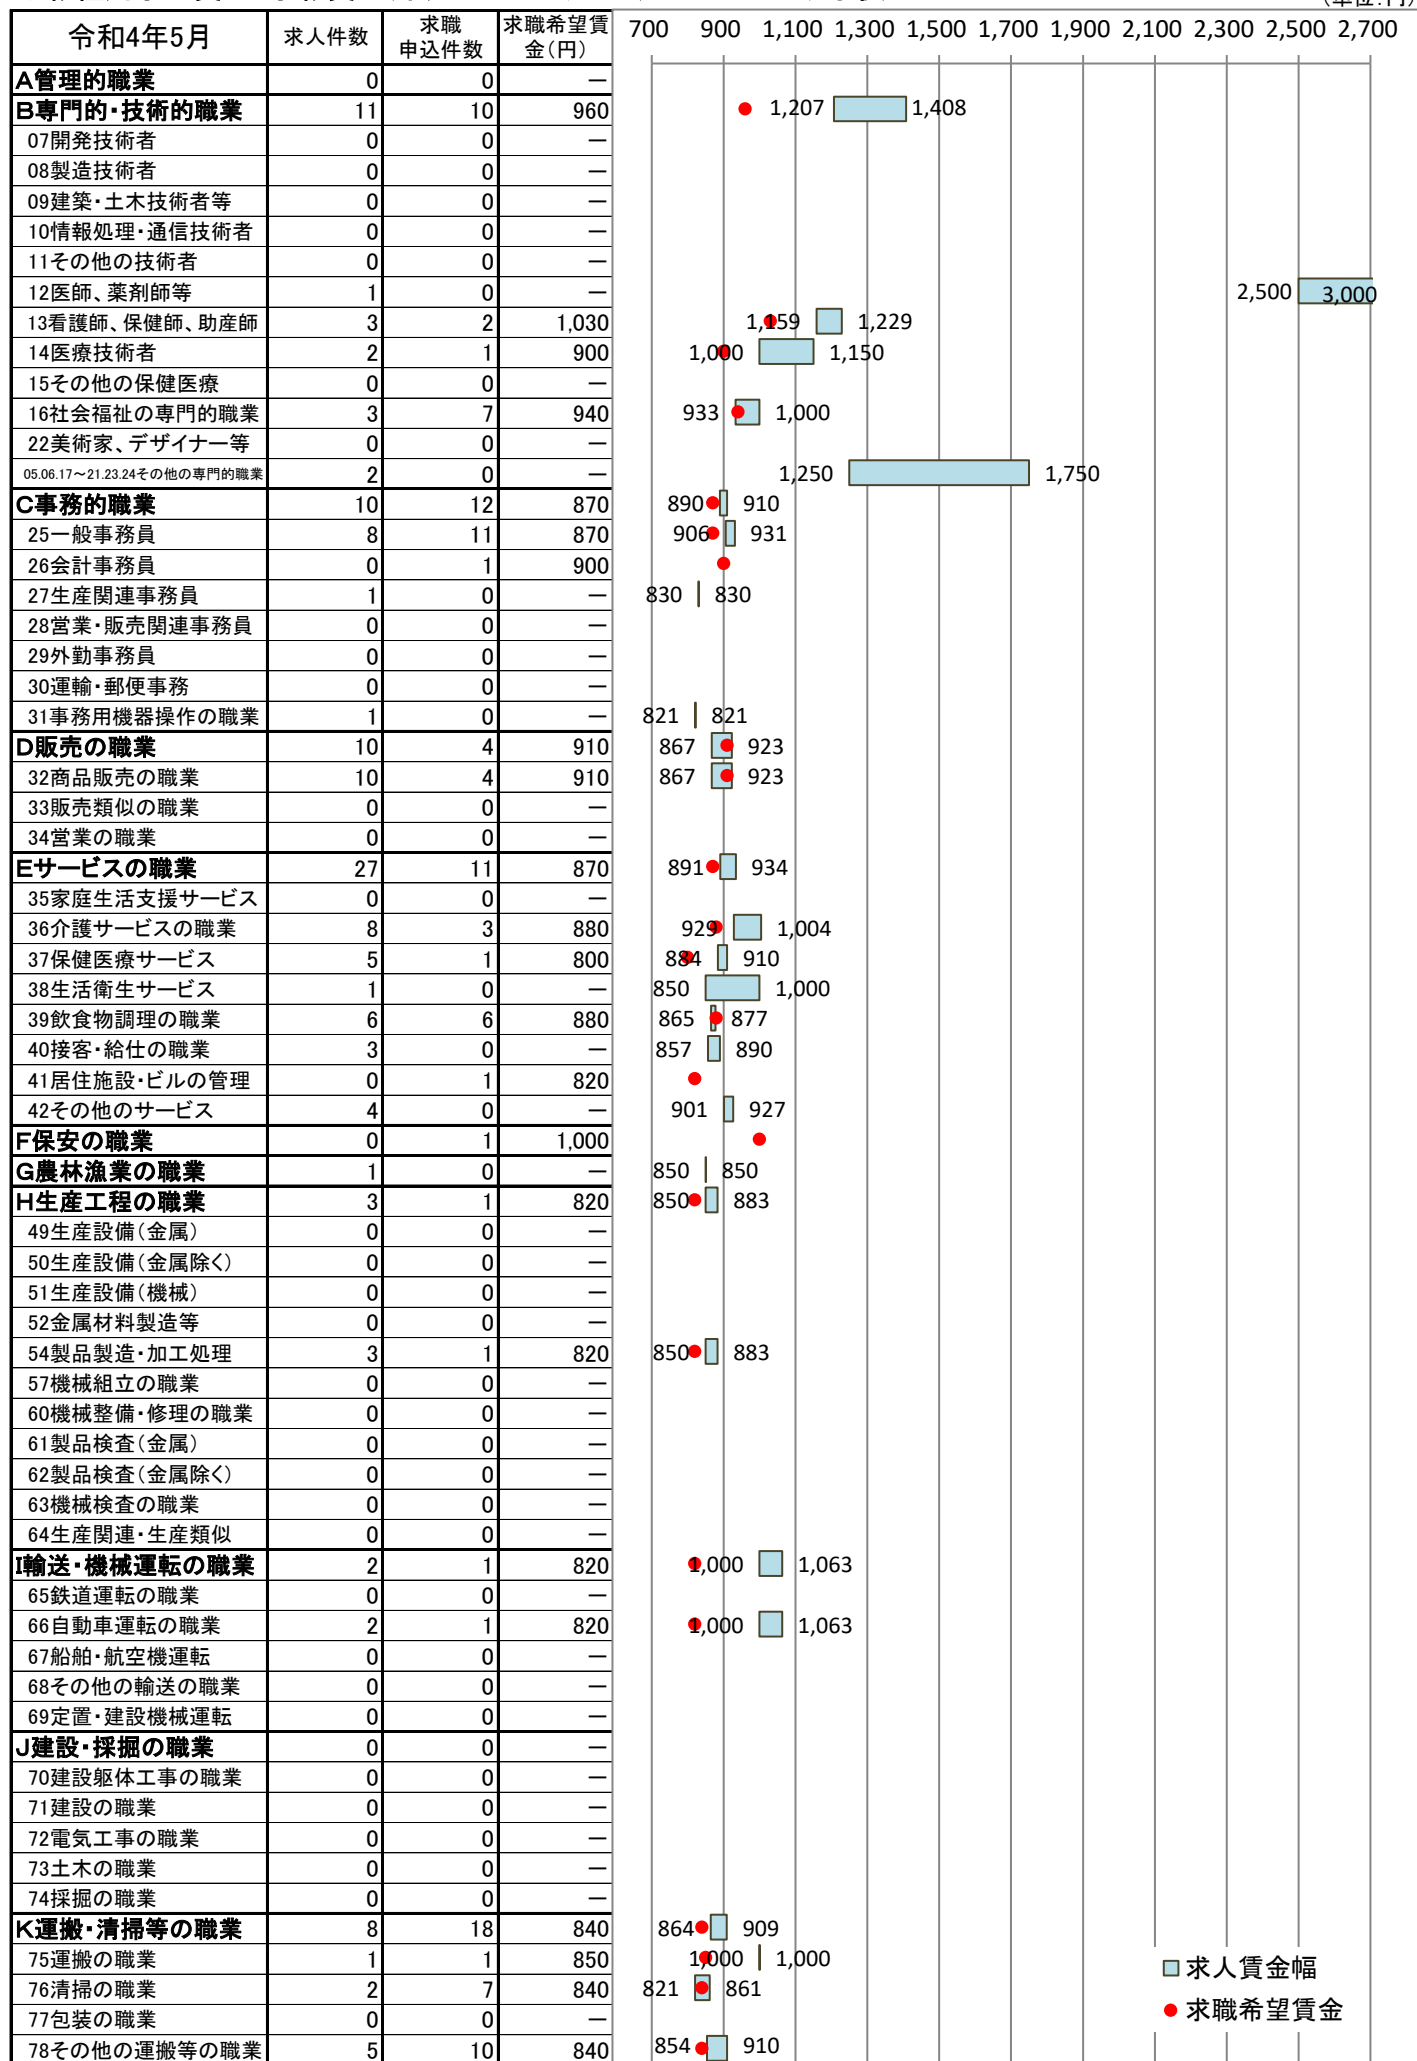 (単位:円)
令和4年5月 求人件数 求職申込件数 求職希望賃金(円) 700 900 1,100 1,300 1,500 1,700 1,900 2,100 2,300 2,500 2,700
A管理的職業 0 0 ―
B専門的・技術的職業 11 10 960 1,207 1,408
07開発技術者 0 0 ―
08製造技術者 0 0 ―
09建築・土木技術者等 0 0 ―
10情報処理・通信技術者 0 0 ―
11その他の技術者 0 0 ―
12医師、薬剤師等 1 0 ― 2,500 3,000
13看護師、保健師、助産師 3 2 1,030 1,159 1,229
14医療技術者 2 1 900 1,000 1,150
15その他の保健医療 0 0 ―
16社会福祉の専門的職業 3 7 940 933 1,000
22美術家、デザイナー等 0 0 ―
05.06.17～21.23.24その他の専門的職業 2 0 ― 1,250 1,750
C事務的職業 10 12 870 890 910
25一般事務員 8 11 870 906 931
26会計事務員 0 1 900
27生産関連事務員 1 0 ― 830 830
28営業・販売関連事務員 0 0 ―
29外勤事務員 0 0 ―
30運輸・郵便事務 0 0 ―
31事務用機器操作の職業 1 0 ― 821 821
D販売の職業 10 4 910 867 923
32商品販売の職業 10 4 910 867 923
33販売類似の職業 0 0 ―
34営業の職業 0 0 ―
Eサービスの職業 27 11 870 891 934
35家庭生活支援サービス 0 0 ―
36介護サービスの職業 8 3 880 929 1,004
37保健医療サービス 5 1 800 884 910
38生活衛生サービス 1 0 ― 850 1,000
39飲食物調理の職業 6 6 880 865 877
40接客・給仕の職業 3 0 ― 857 890
41居住施設・ビルの管理 0 1 820
42その他のサービス 4 0 ― 901 927
F保安の職業 0 1 1,000
G農林漁業の職業 1 0 ― 850 850
H生産工程の職業 3 1 820 850 883
49生産設備(金属) 0 0 ―
50生産設備(金属除く) 0 0 ―
51生産設備(機械) 0 0 ―
52金属材料製造等 0 0 ―
54製品製造・加工処理 3 1 820 850 883
57機械組立の職業 0 0 ―
60機械整備・修理の職業 0 0 ―
61製品検査(金属) 0 0 ―
62製品検査(金属除く) 0 0 ―
63機械検査の職業 0 0 ―
64生産関連・生産類似 0 0 ―
I輸送・機械運転の職業 2 1 820 1,000 1,063
65鉄道運転の職業 0 0 ―
66自動車運転の職業 2 1 820 1,000 1,063
67船舶・航空機運転 0 0 ―
68その他の輸送の職業 0 0 ―
69定置・建設機械運転 0 0 ―
J建設・採掘の職業 0 0 ―
70建設躯体工事の職業 0 0 ―
71建設の職業 0 0 ―
72電気工事の職業 0 0 ―
73土木の職業 0 0 ―
74採掘の職業 0 0 ―
K運搬・清掃等の職業 8 18 840 864 909
75運搬の職業 1 1 850 1,000 1,000
76清掃の職業 2 7 840 821 861
77包装の職業 0 0 ―
78その他の運搬等の職業 5 10 840 854 910
求人賃金幅
求職希望賃金